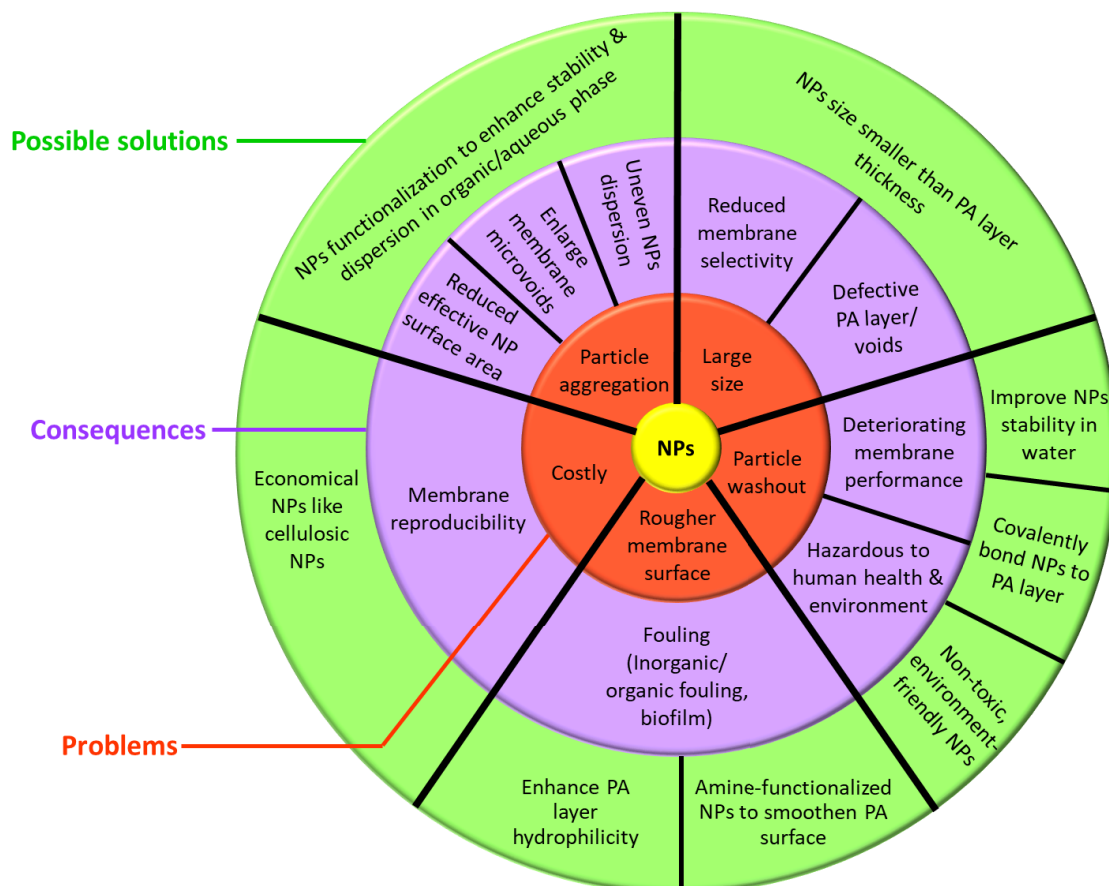 Possible solutions
Consequences
Problems
NPs functionalization to enhance stability &
dispersion in organic/aqueous phase
NPs size smaller than PA layer
thickness
Uneven NPs
dispersion
Enlarge
membrane
microvoids
Reduced
effective NP
surface area
Reduced
membrane
selectivity
Defective
PA layer/
voids
Particle
aggregation
Large
size
NPs
Costly
Particle
washout
Rougher
membrane
surface
Membrane
reproducibility
Economical
NPs like
cellulosic
NPs
Deteriorating
membrane
performance
Hazardous to
human health &
environment
Improve NPs
stability in
water
Covalently
bond NPs to
PA layer
Non-toxic,
environment-
friendly NPs
Fouling
(Inorganic/
organic fouling,
biofilm)
Enhance PA
layer
hydrophilicity
Amine-functionalized
NPs to smoothen PA
surface